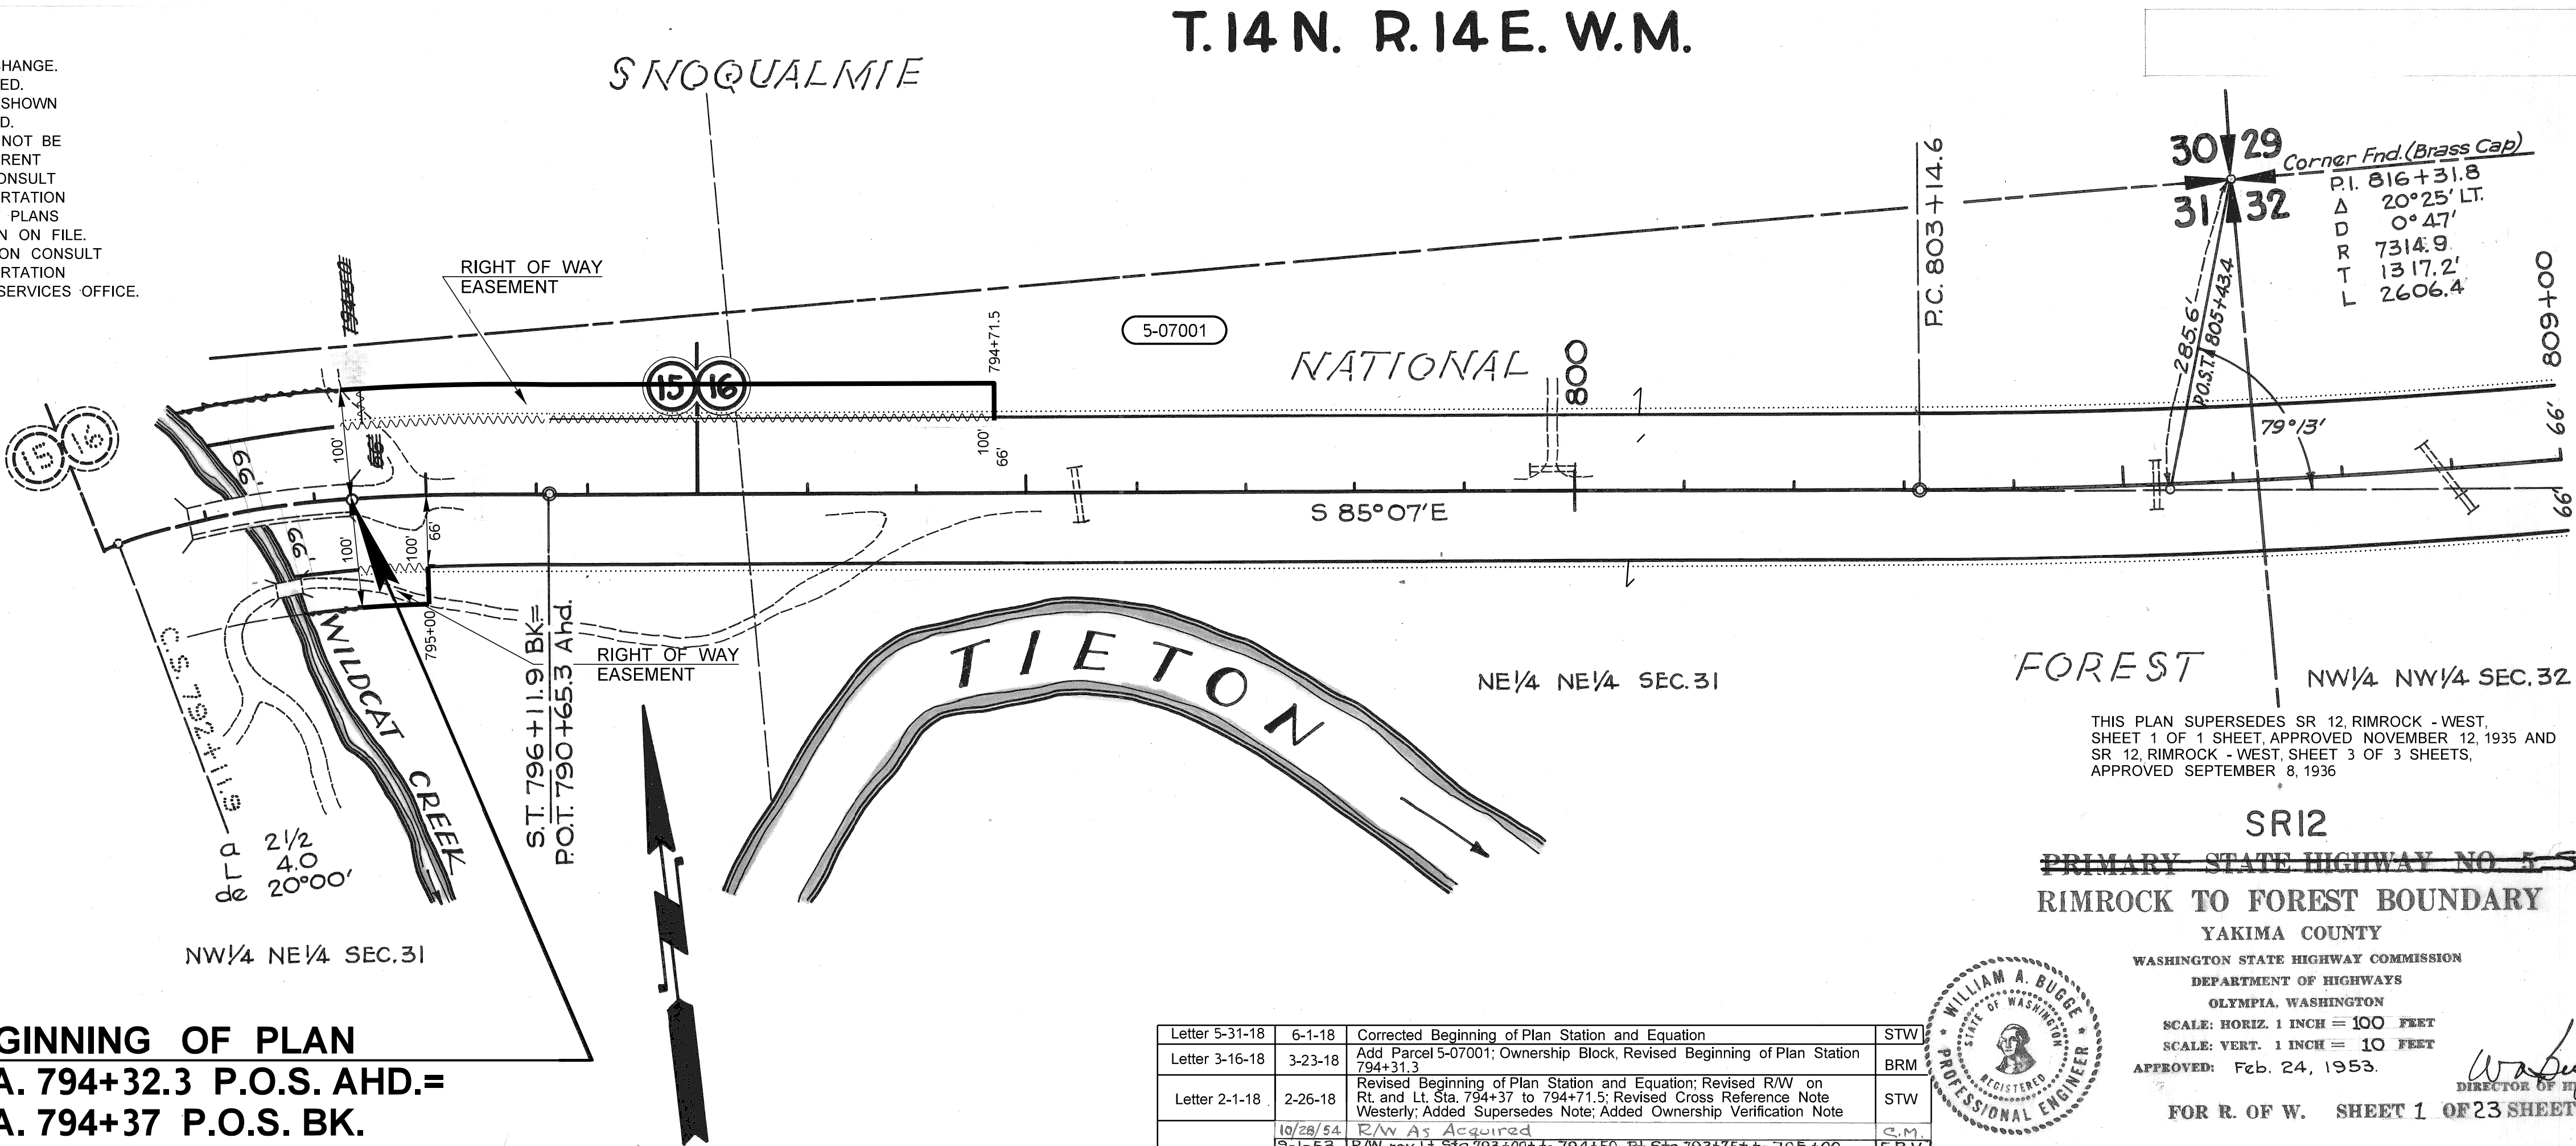 T.14 N. R.14 E. W.M.
SNOQUALMIE
HANGE.
ED.
SHOWN
D.
NOT BE
RENT
ONSULT
RTATION
PLANS
N ON FILE.
ON CONSULT
RTATION
SERVICES OFFICE.
794+50
RIGHT OF WAY
EASEMENT
794+71.5
5-07001
NATIONAL
800
P.C. 803+14.6
30 29
31 32
Corner Fnd. (Brass Cap)
P.I. 816+31.8
Δ 20°25' LT.
D 0°47'
R 7314.9
T 1317.2'
L 2606.4
285.6'
P.O.S.T. 805+43.4
79°13'
809+00
66'
66'
15 16
15 16
100'
66'
100'
66'
66'
66'
100'
100'
66'
S 85°07'E
795+00
RIGHT OF WAY
EASEMENT
C.S. 792+11.9
a 2 1/2
L 4.0
de 20°00'
WILDCAT CREEK
S.T. 796+11.9 BK=
P.O.T. 790+65.3 Ahd.
TIETON
NE1/4 NE1/4 SEC.31
FOREST
NW1/4 NW1/4 SEC.32
NW1/4 NE1/4 SEC.31
THIS PLAN SUPERSEDES SR 12, RIMROCK - WEST,
SHEET 1 OF 1 SHEET, APPROVED NOVEMBER 12, 1935 AND
SR 12, RIMROCK - WEST, SHEET 3 OF 3 SHEETS,
APPROVED SEPTEMBER 8, 1936
SR12
PRIMARY STATE HIGHWAY NO. 5 S
RIMROCK TO FOREST BOUNDARY
YAKIMA COUNTY
WASHINGTON STATE HIGHWAY COMMISSION
DEPARTMENT OF HIGHWAYS
OLYMPIA, WASHINGTON
SCALE: HORIZ. 1 INCH = 100 FEET
SCALE: VERT. 1 INCH = 10 FEET
APPROVED: Feb. 24, 1953.
DIRECTOR OF H
FOR R. OF W. SHEET 1 OF 23 SHEET
WILLIAM A. BUGGE
STATE OF WASHINGTON
REGISTERED
PROFESSIONAL ENGINEER
GINNING OF PLAN
A. 794+32.3 P.O.S. AHD.=
A. 794+37 P.O.S. BK.
Letter 5-31-18 6-1-18 Corrected Beginning of Plan Station and Equation STW
Letter 3-16-18 3-23-18 Add Parcel 5-07001; Ownership Block, Revised Beginning of Plan Station
794+31.3 BRM
Letter 2-1-18 2-26-18 Revised Beginning of Plan Station and Equation; Revised R/W on
Rt. and Lt. Sta. 794+37 to 794+71.5; Revised Cross Reference Note
Westerly; Added Supersedes Note; Added Ownership Verification Note STW
10/28/54 R/W As Acquired C.M.